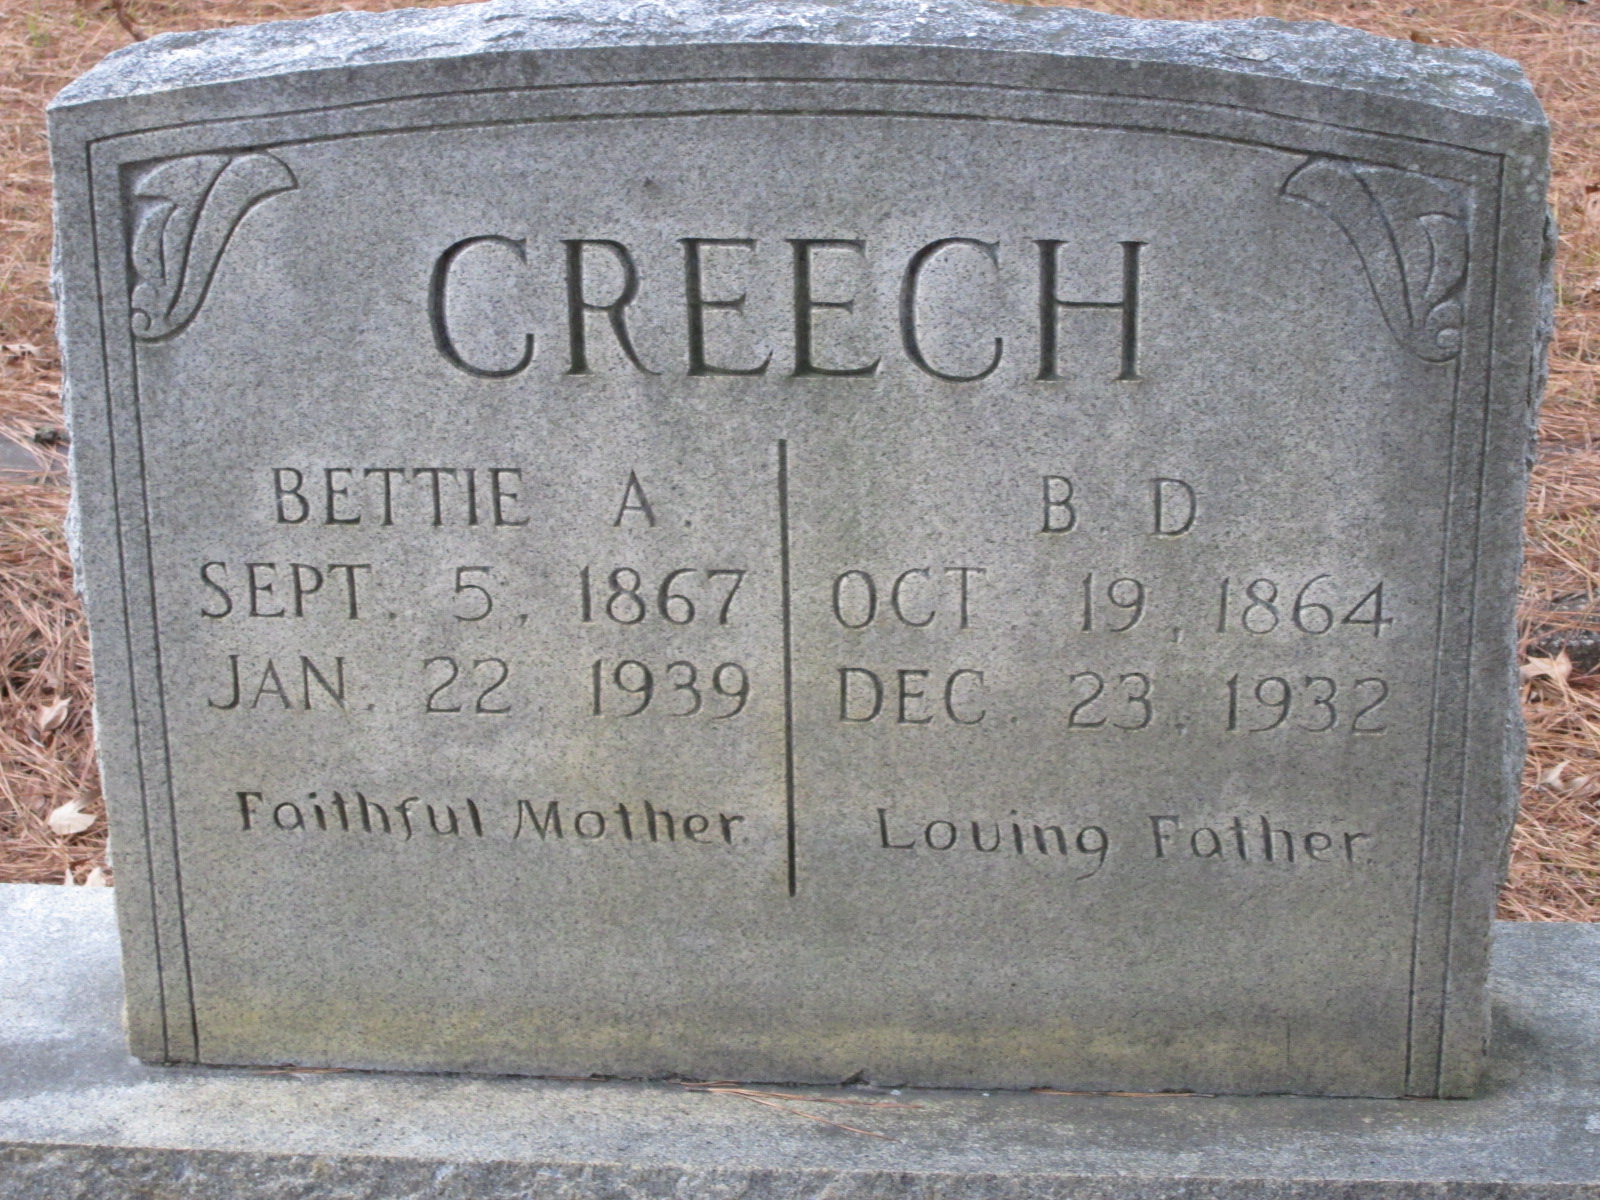 CREECH
BETTIE A.
SEPT. 5, 1867
JAN. 22, 1939
Faithful Mother.
B. D
OCT 19, 1864
DEC. 23, 1932
Loving Father.